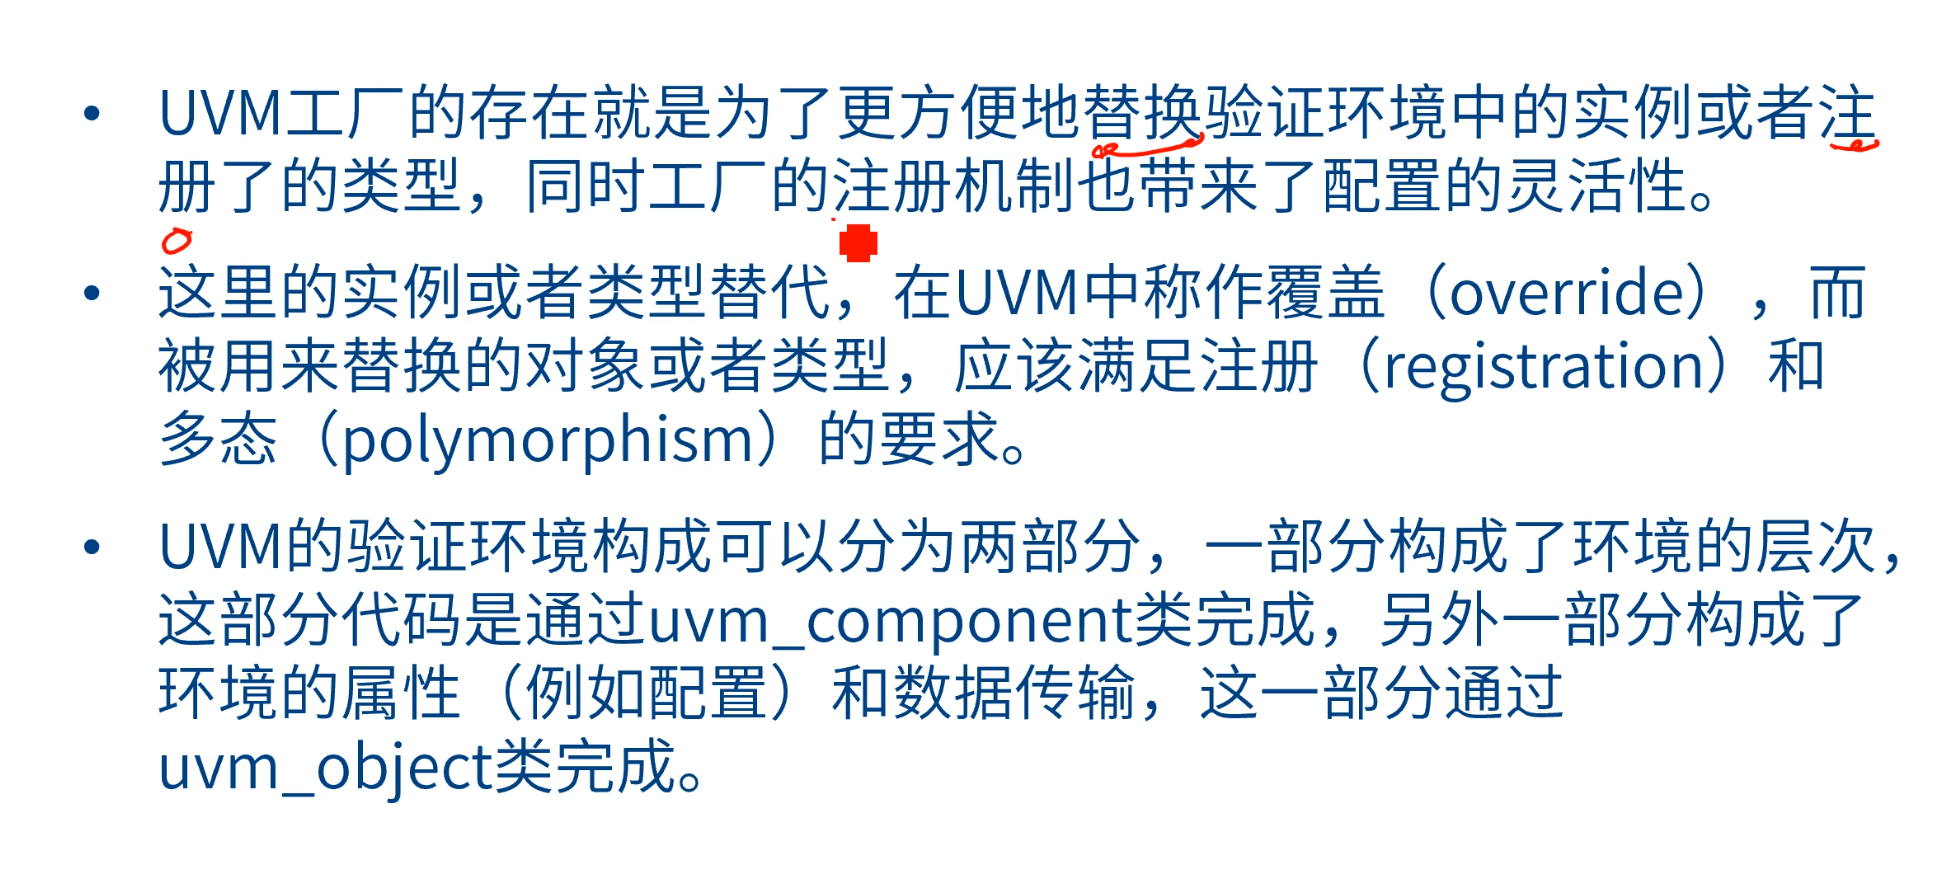 • UVM工厂的存在就是为了更方便地替换验证环境中的实例或者注
册了的类型，同时工厂的注册机制也带来了配置的灵活性。
• 这里的实例或者类型替代，在UVM中称作覆盖（override），而
被用来替换的对象或者类型，应该满足注册（registration）和
多态（polymorphism）的要求。
• UVM的验证环境构成可以分为两部分，一部分构成了环境的层次，
这部分代码是通过uvm_component类完成，另外一部分构成了
环境的属性（例如配置）和数据传输，这一部分通过
uvm_object类完成。